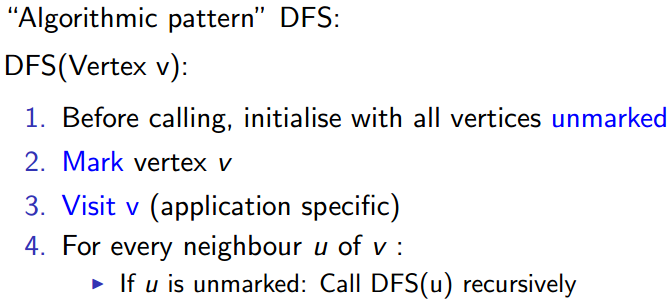 “Algorithmic pattern” DFS:
DFS(Vertex v):
1. Before calling, initialise with all vertices unmarked
2. Mark vertex v
3. Visit v (application specific)
4. For every neighbour u of v :
▶ If u is unmarked: Call DFS(u) recursively